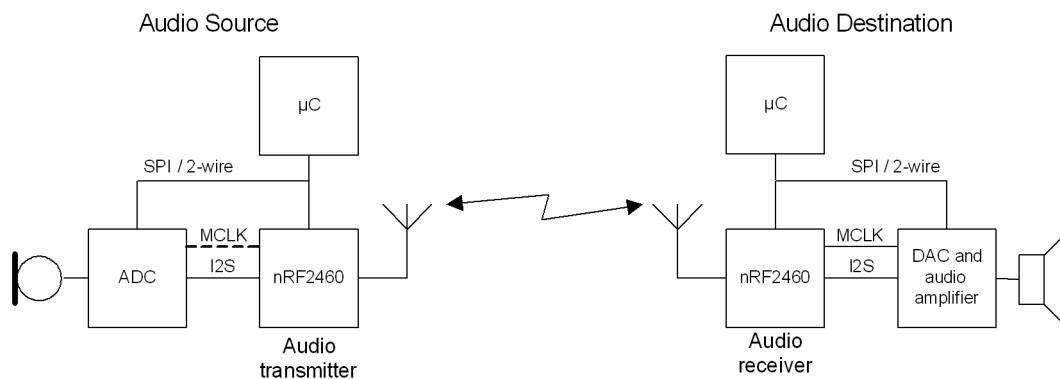 Audio Source
Audio Destination
µC
µC
SPI / 2-wire
SPI / 2-wire
MCLK
MCLK
ADC
I2S
nRF2460
nRF2460
I2S
DAC and
audio
amplifier
Audio
transmitter
Audio
receiver